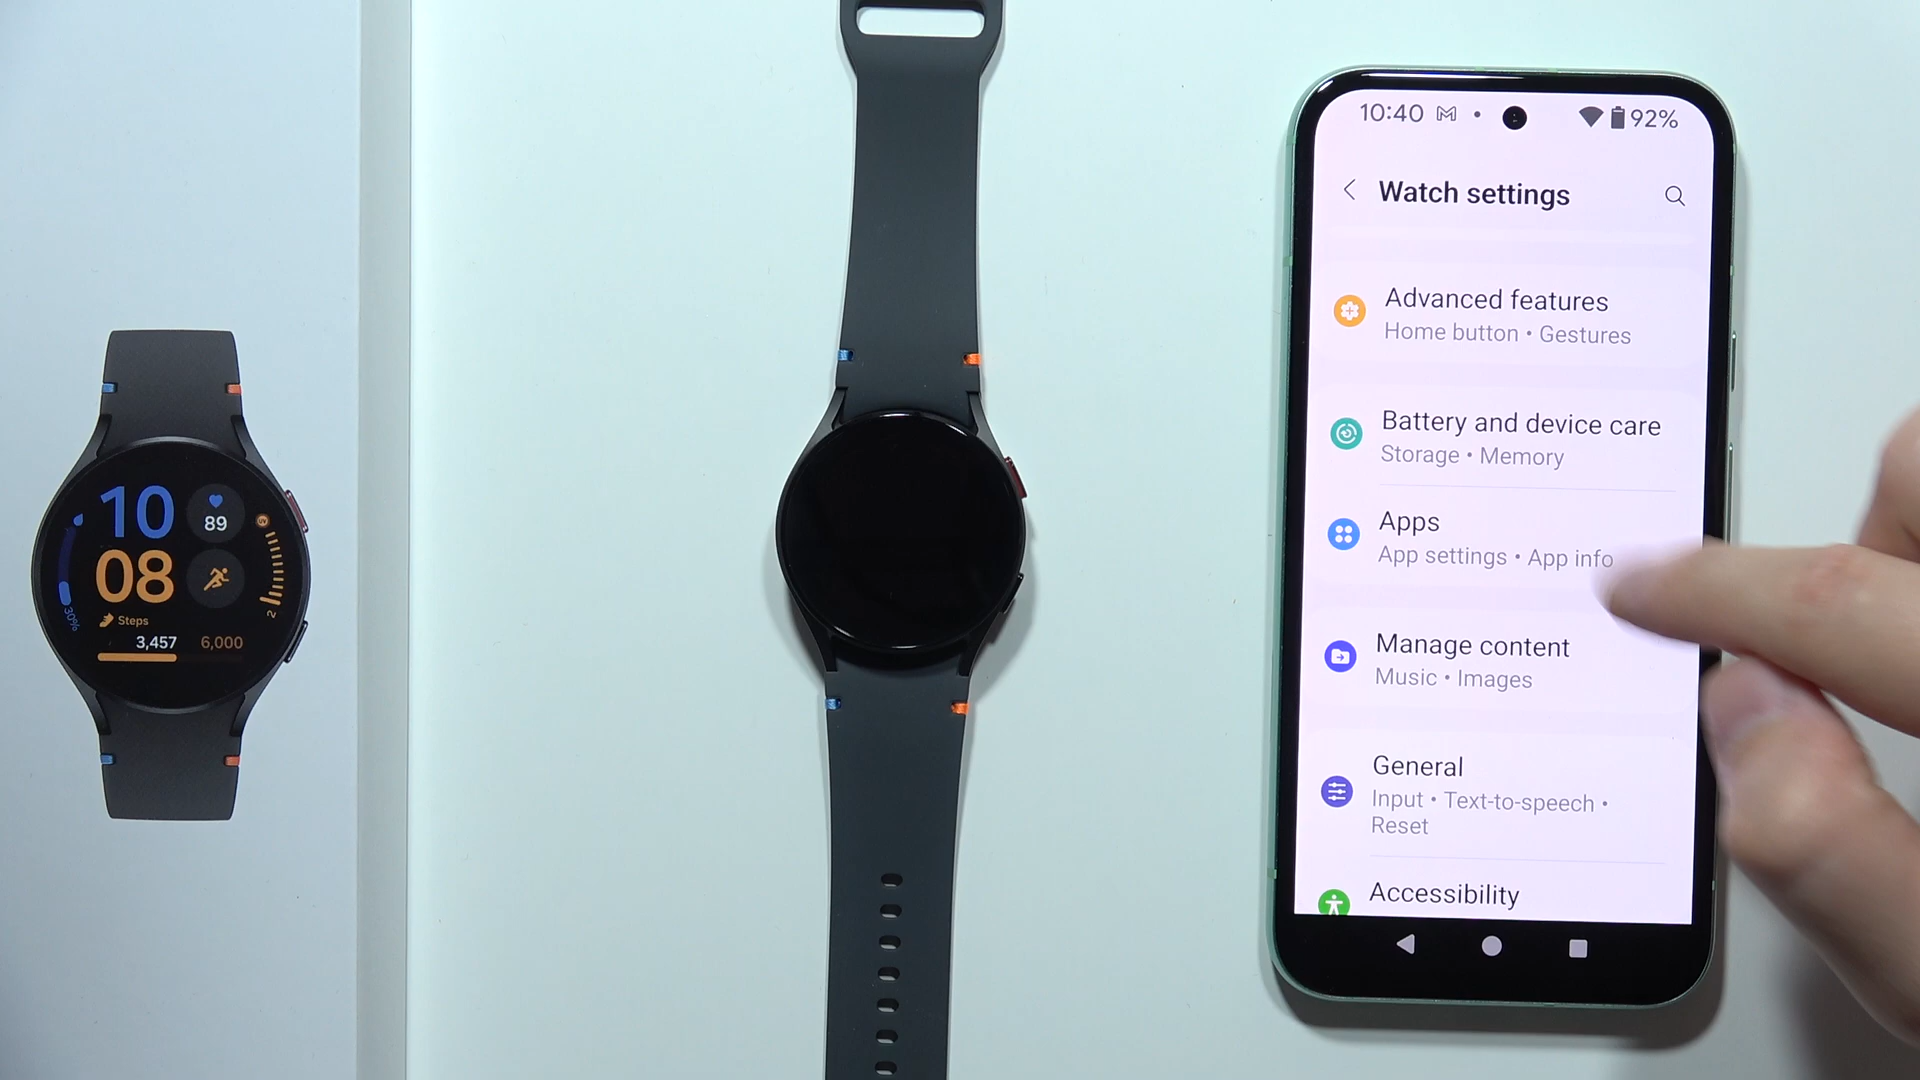 10:40
92%
Watch settings
Advanced features
Home button • Gestures
Battery and device care
Storage • Memory
Apps
App settings • App info
Manage content
Music • Images
General
Input • Text-to-speech •
Reset
Accessibility
10
89
08
Steps
3,457 6,000
30%
2